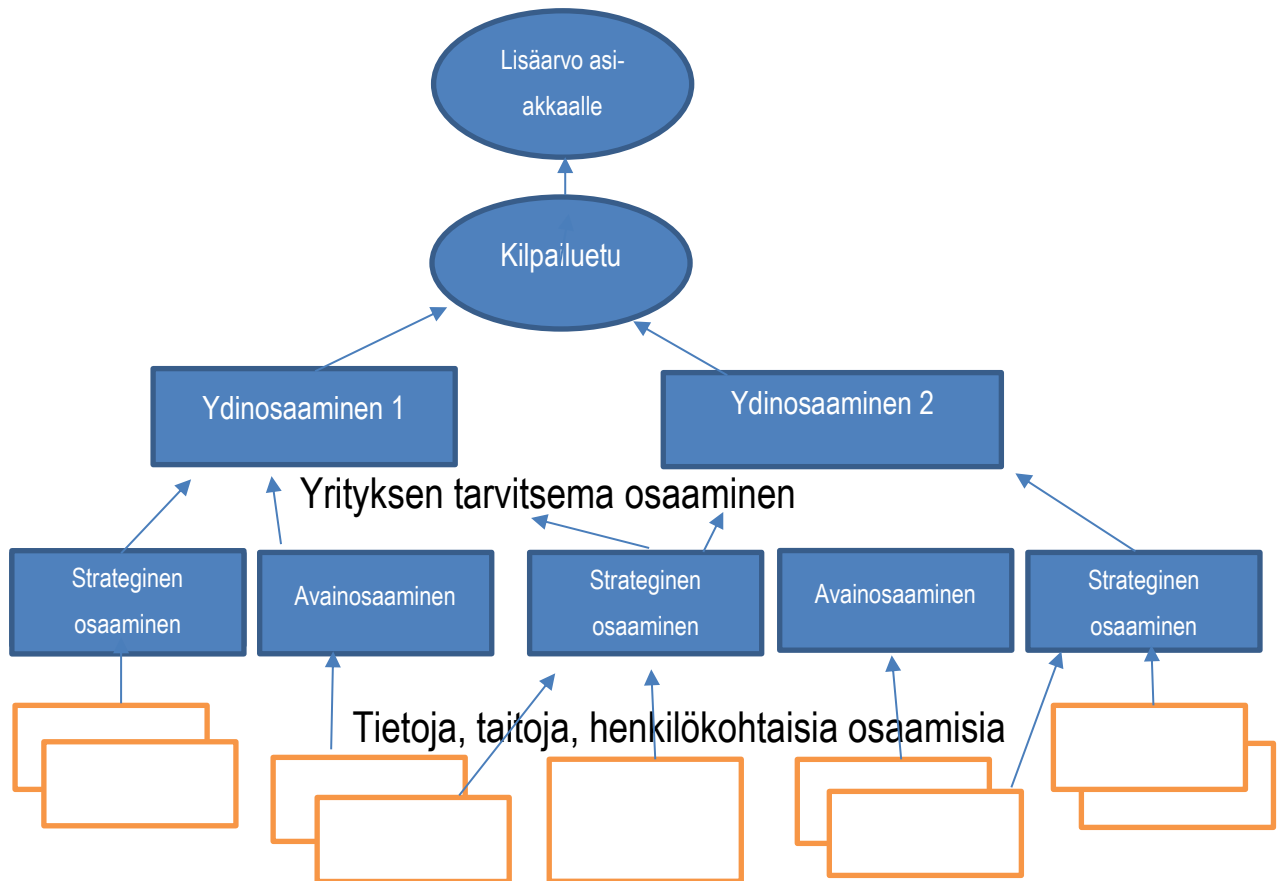 Lisäarvo asi-
akkaalle
Kilpailuetu
Ydinosaaminen 1
Ydinosaaminen 2
Yrityksen tarvitsema osaaminen
Strateginen
osaaminen
Avainosaaminen
Strateginen
osaaminen
Avainosaaminen
Strateginen
osaaminen
Tietoja, taitoja, henkilökohtaisia osaamisia